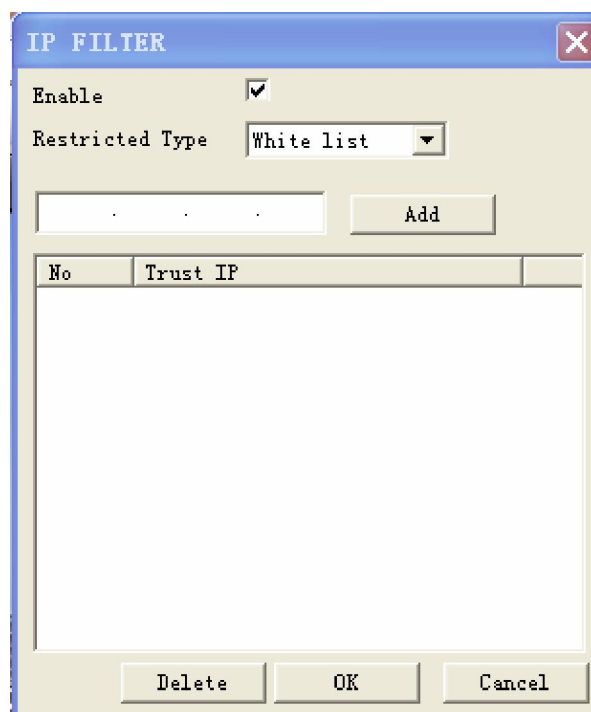 IP FILTER
Enable
Restricted Type White list
. . . Add
No Trust IP
Delete OK Cancel